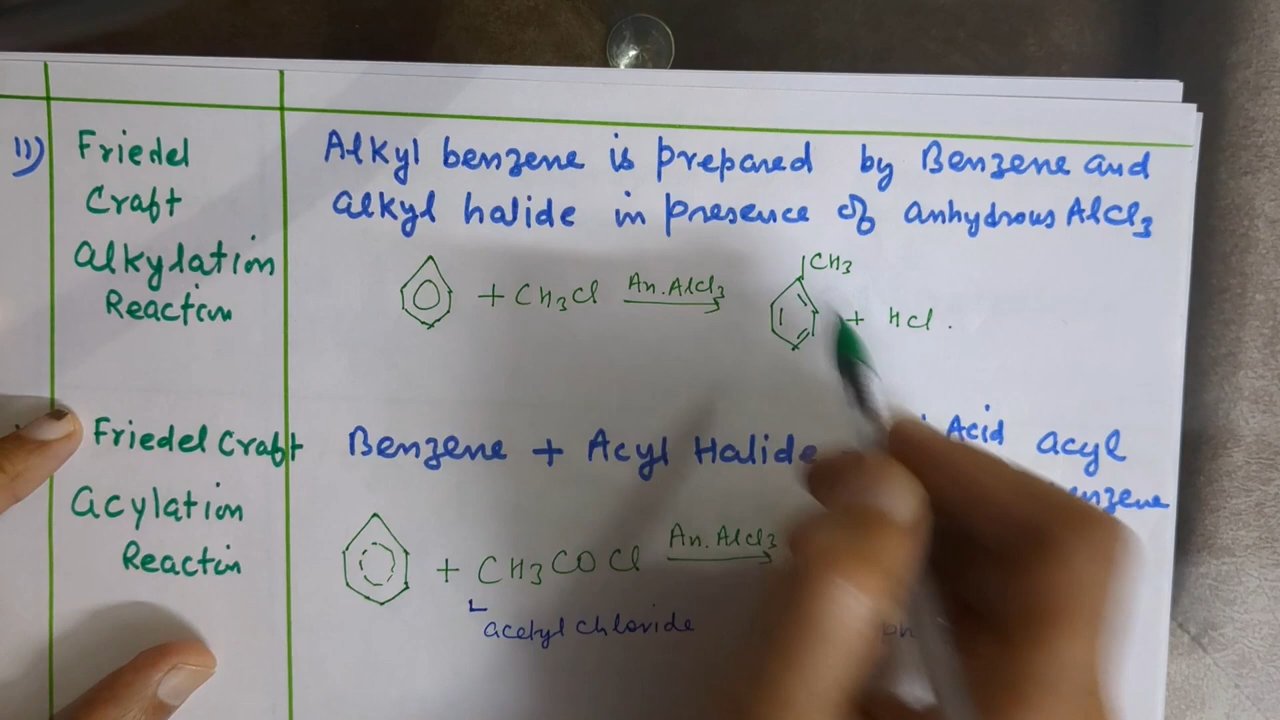 11)
Friedel
Craft
Alkylation
Reaction
Alkyl benzene is prepared by Benzene and
alkyl halide in presence of anhydrous AlCl3
+ CH3Cl An.AlCl3
CH3
+ HCl.
Friedel Craft
Acylation
Reaction
Benzene + Acyl Halide
Acid acyl
+ CH3COCl An.AlCl3
acetyl chloride